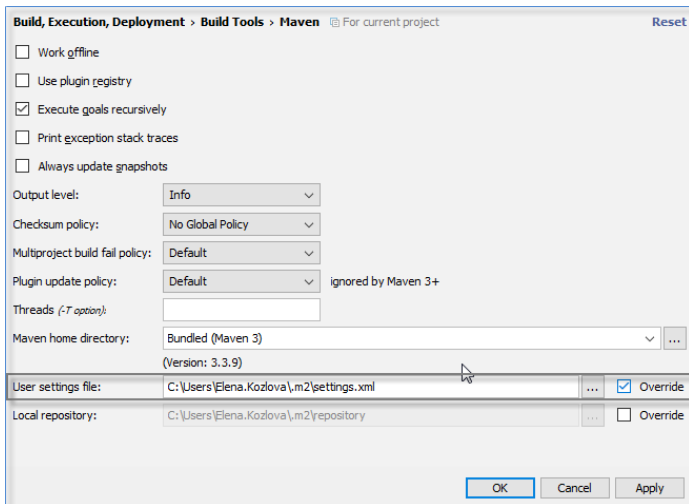 Build, Execution, Deployment › Build Tools › Maven For current project Reset
Work offline
Use plugin registry
Execute goals recursively
Print exception stack traces
Always update snapshots
Output level: Info
Checksum policy: No Global Policy
Multiproject build fail policy: Default
Plugin update policy: Default ignored by Maven 3+
Threads (-T option):
Maven home directory: Bundled (Maven 3) ...
(Version: 3.3.9)
User settings file: C:\Users\Elena.Kozlova\.m2\settings.xml ... Override
Local repository: C:\Users\Elena.Kozlova\.m2\repository ... Override
OK Cancel Apply